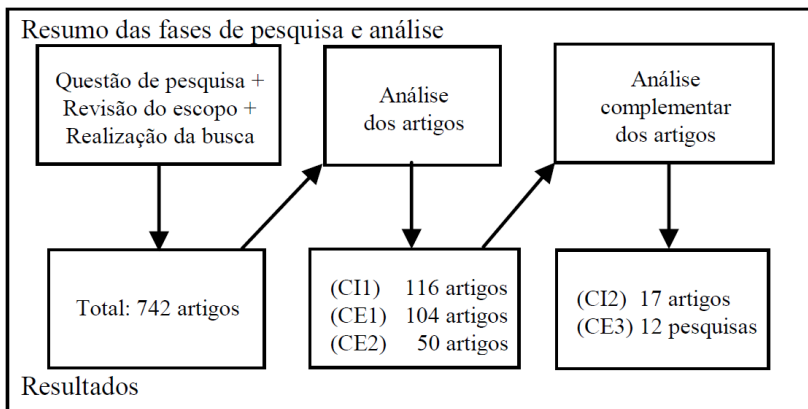 Resumo das fases de pesquisa e análise
Questão de pesquisa +
Revisão do escopo +
Realização da busca
Análise
dos artigos
Análise
complementar
dos artigos
Total: 742 artigos
(CI1) 116 artigos
(CE1) 104 artigos
(CE2) 50 artigos
(CI2) 17 artigos
(CE3) 12 pesquisas
Resultados